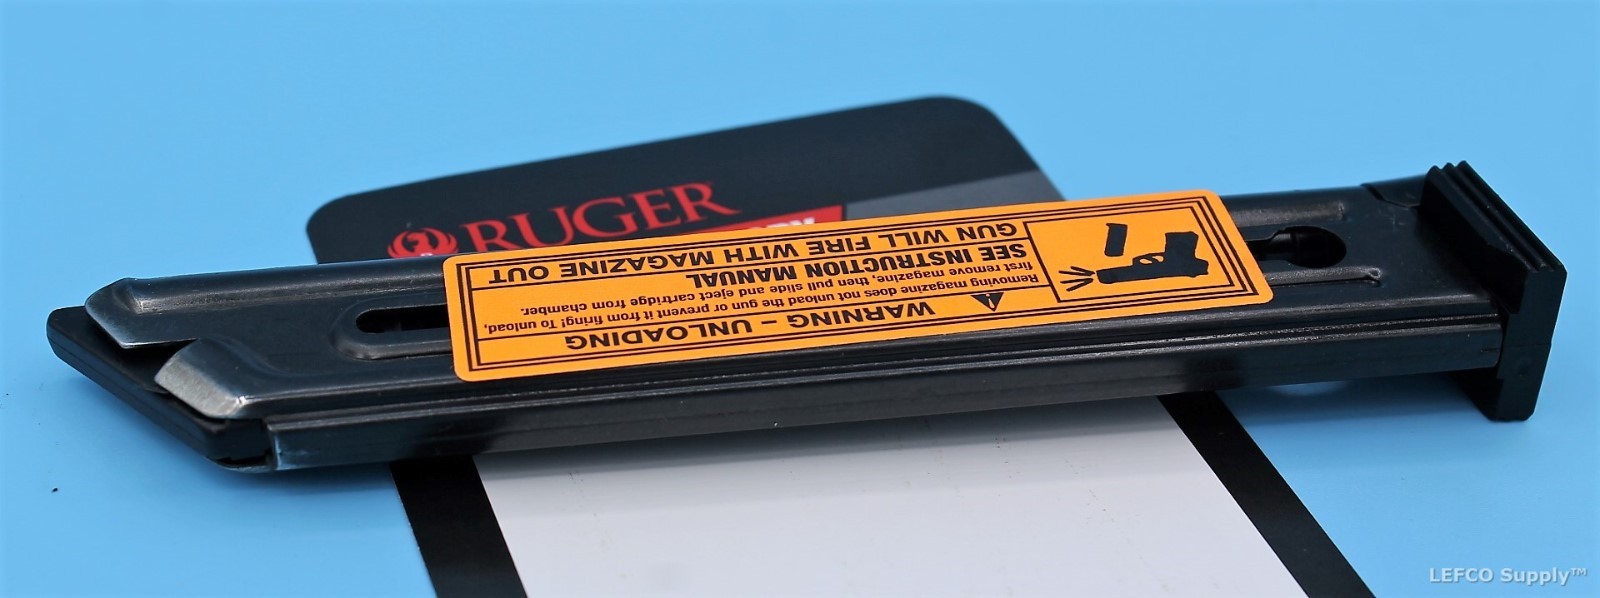 RUGER
WARNING - UNLOADING
Removing magazine does not unload the gun or prevent it from firing! To unload,
first remove magazine, then pull slide and eject cartridge from chamber.
SEE INSTRUCTION MANUAL
GUN WILL FIRE WITH MAGAZINE OUT
LEFCO Supply™